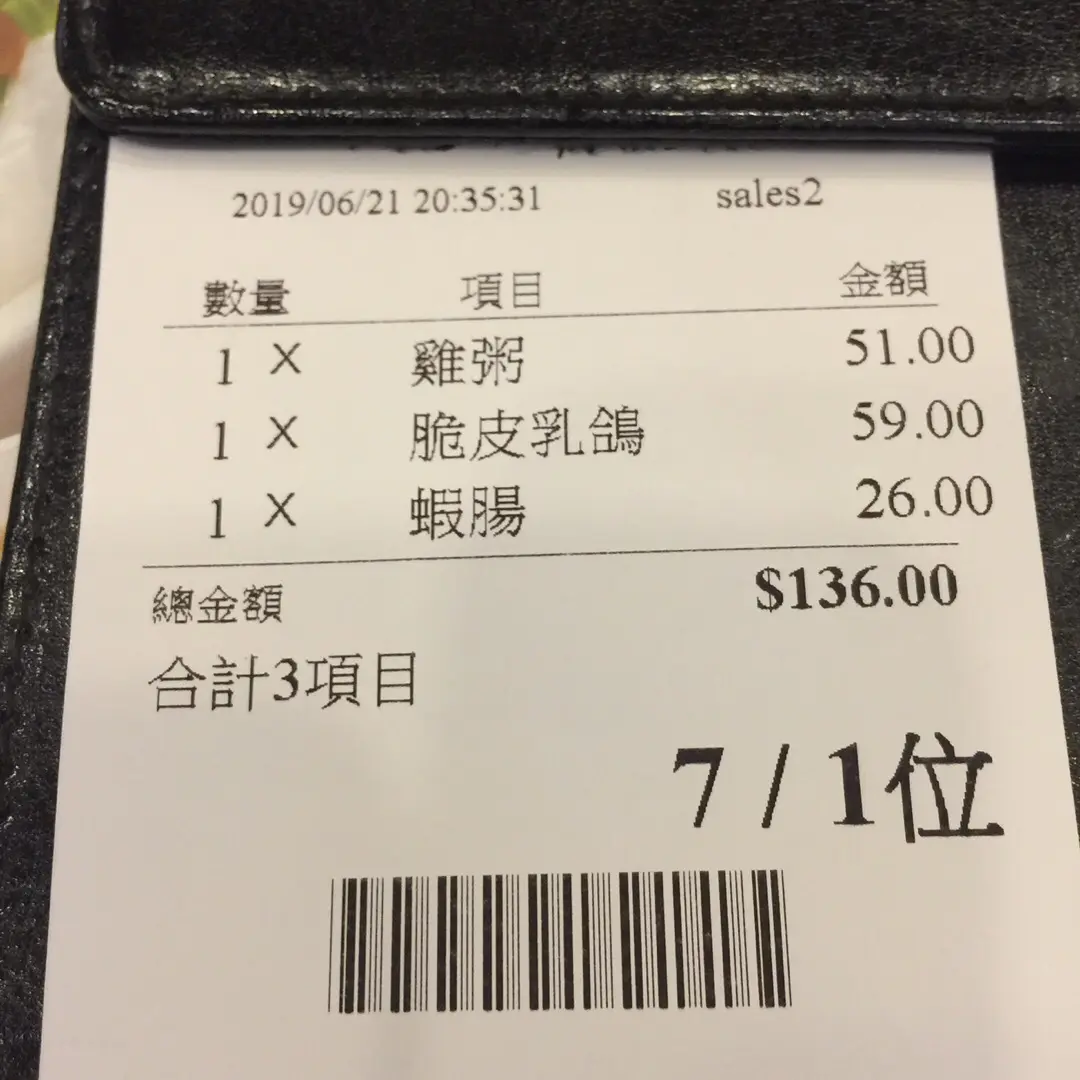 2019/06/21 20:35:31 sales2
數量 項目 金額
1 X 雞粥 51.00
1 X 脆皮乳鴿 59.00
1 X 蝦腸 26.00
總金額 $136.00
合計3項目
7 / 1位